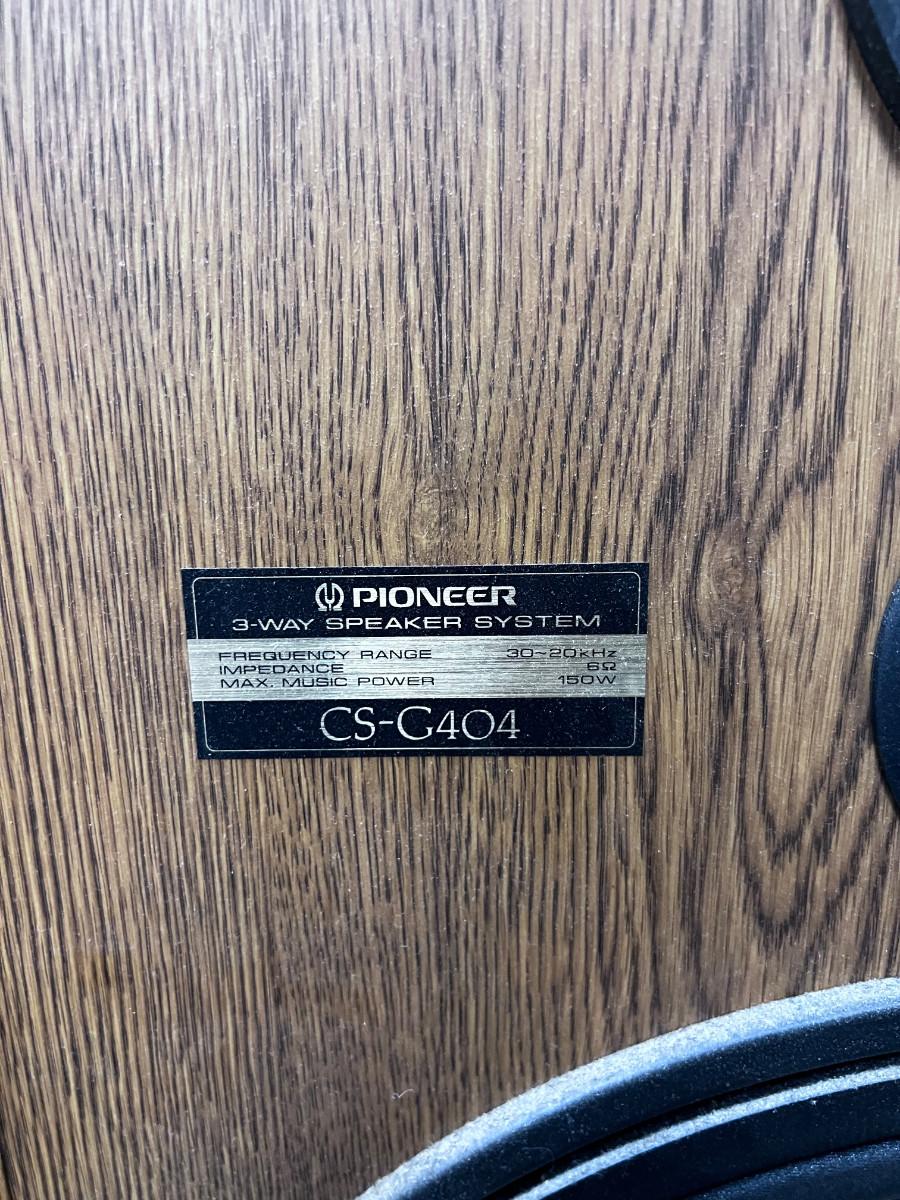 PIONEER
3-WAY SPEAKER SYSTEM
FREQUENCY RANGE 30~20kHz
IMPEDANCE 6Ω
MAX. MUSIC POWER 150W
CS-G404